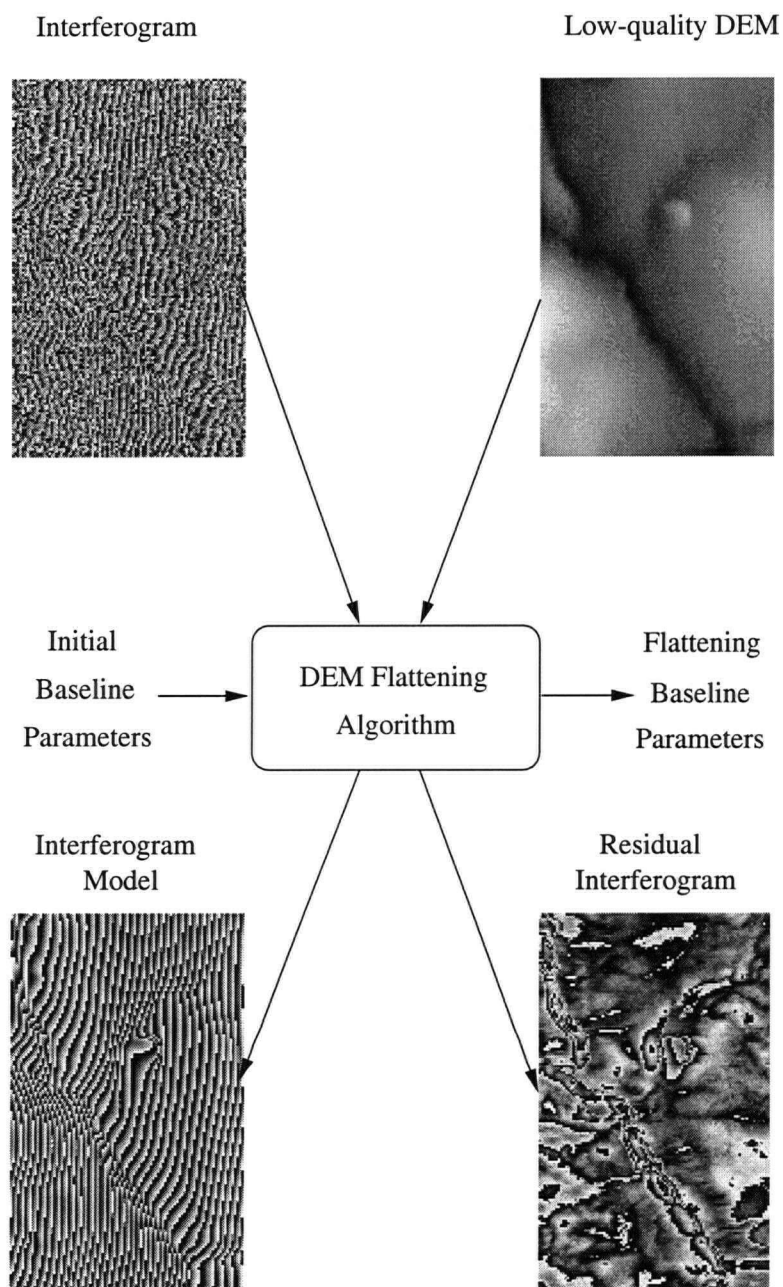 Interferogram
Low-quality DEM
Initial
Baseline
Parameters
DEM Flattening
Algorithm
Flattening
Baseline
Parameters
Interferogram
Model
Residual
Interferogram